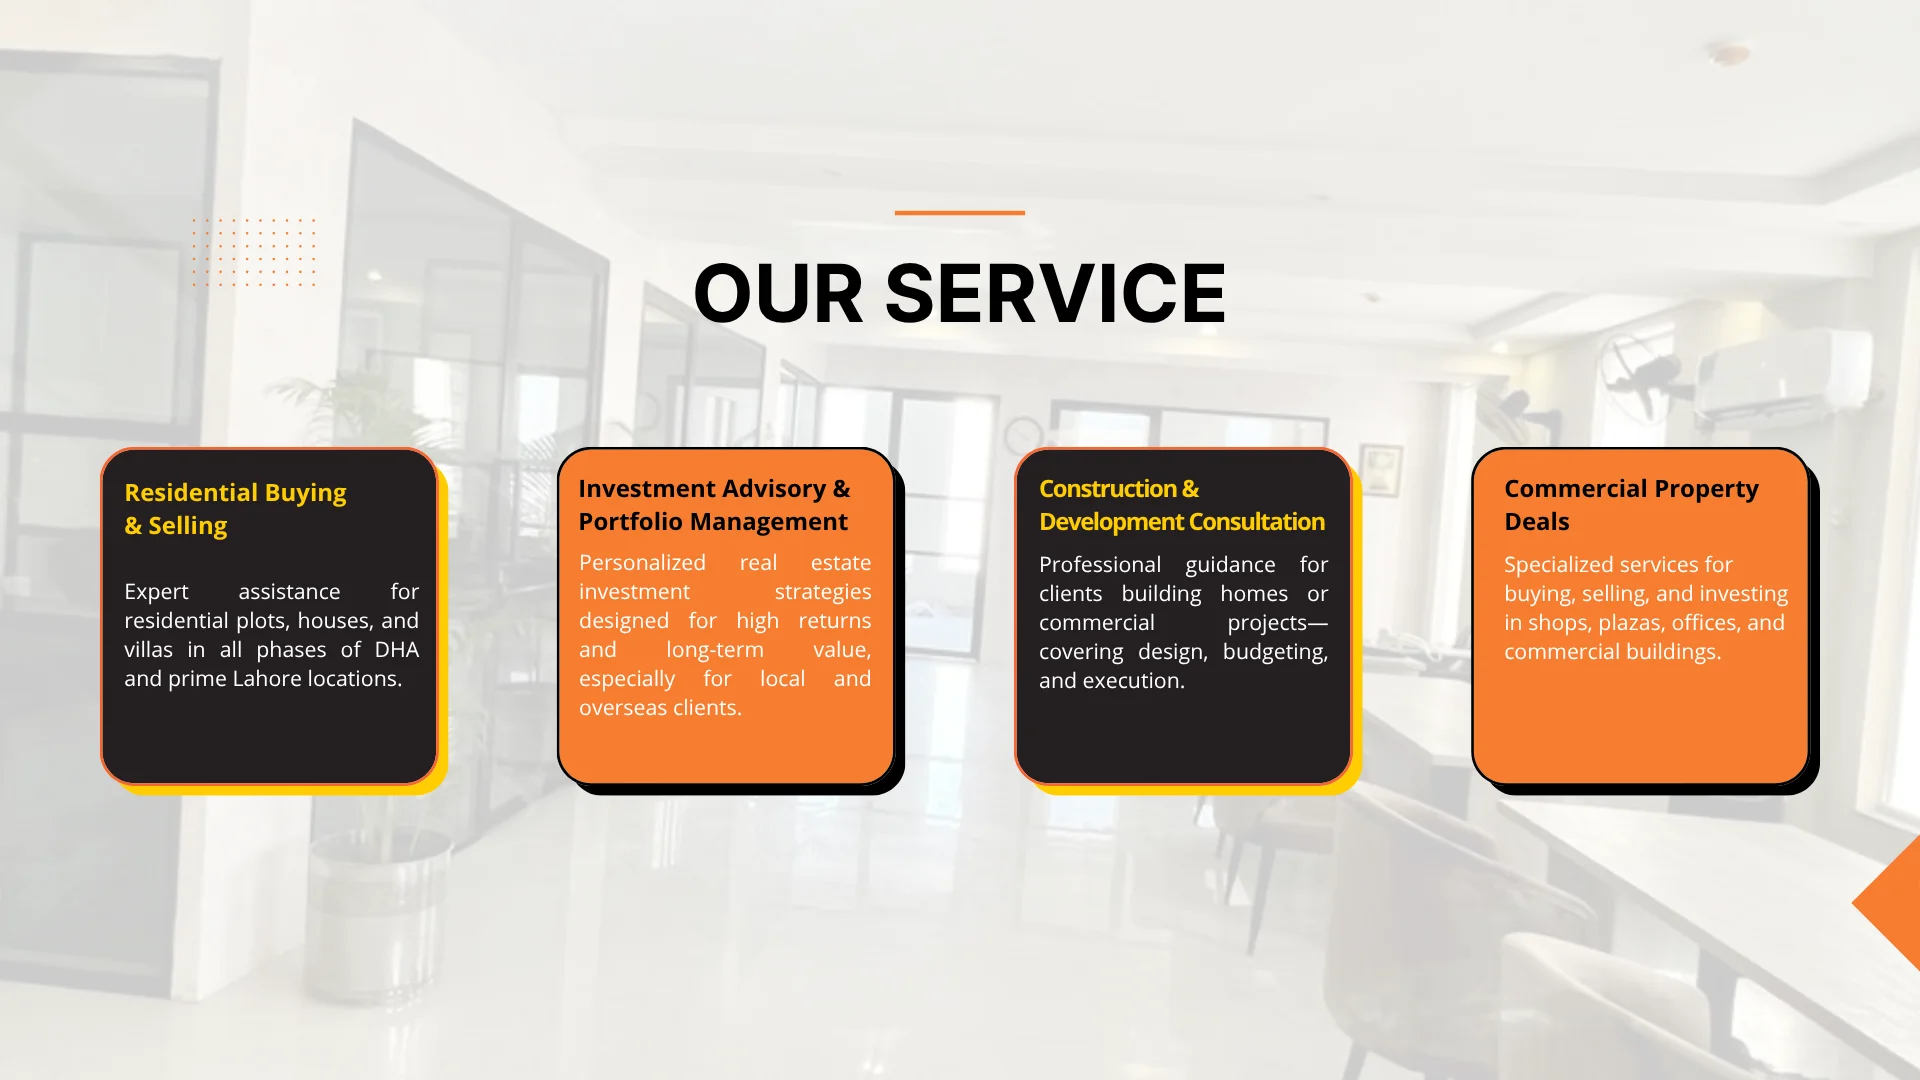 OUR SERVICE
Residential Buying
& Selling
Expert assistance for
residential plots, houses, and
villas in all phases of DHA
and prime Lahore locations.
Investment Advisory &
Portfolio Management
Personalized real estate
investment strategies
designed for high returns
and long-term value,
especially for local and
overseas clients.
Construction &
Development Consultation
Professional guidance for
clients building homes or
commercial projects—
covering design, budgeting,
and execution.
Commercial Property
Deals
Specialized services for
buying, selling, and investing
in shops, plazas, offices, and
commercial buildings.